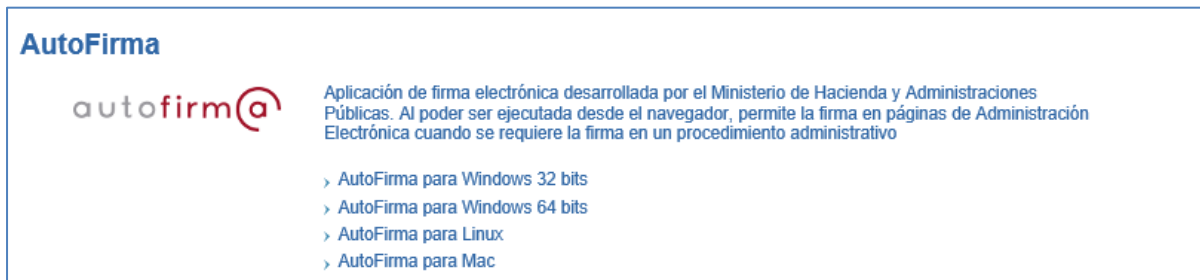 AutoFirma
autofirm@
Aplicación de firma electrónica desarrollada por el Ministerio de Hacienda y Administraciones
Públicas. Al poder ser ejecutada desde el navegador, permite la firma en páginas de Administración
Electrónica cuando se requiere la firma en un procedimiento administrativo
› AutoFirma para Windows 32 bits
› AutoFirma para Windows 64 bits
› AutoFirma para Linux
› AutoFirma para Mac